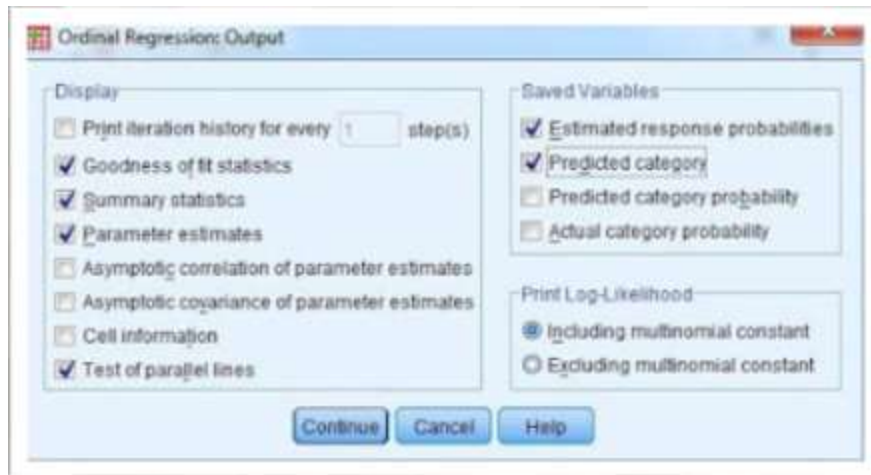 Ordinal Regression: Output
Display
Print iteration history for every 1 step(s)
Goodness of fit statistics
Summary statistics
Parameter estimates
Asymptotic correlation of parameter estimates
Asymptotic covariance of parameter estimates
Cell information
Test of parallel lines
Saved Variables
Estimated response probabilities
Predicted category
Predicted category probability
Actual category probability
Print Log-Likelihood
Including multinomial constant
Excluding multinomial constant
Continue Cancel Help